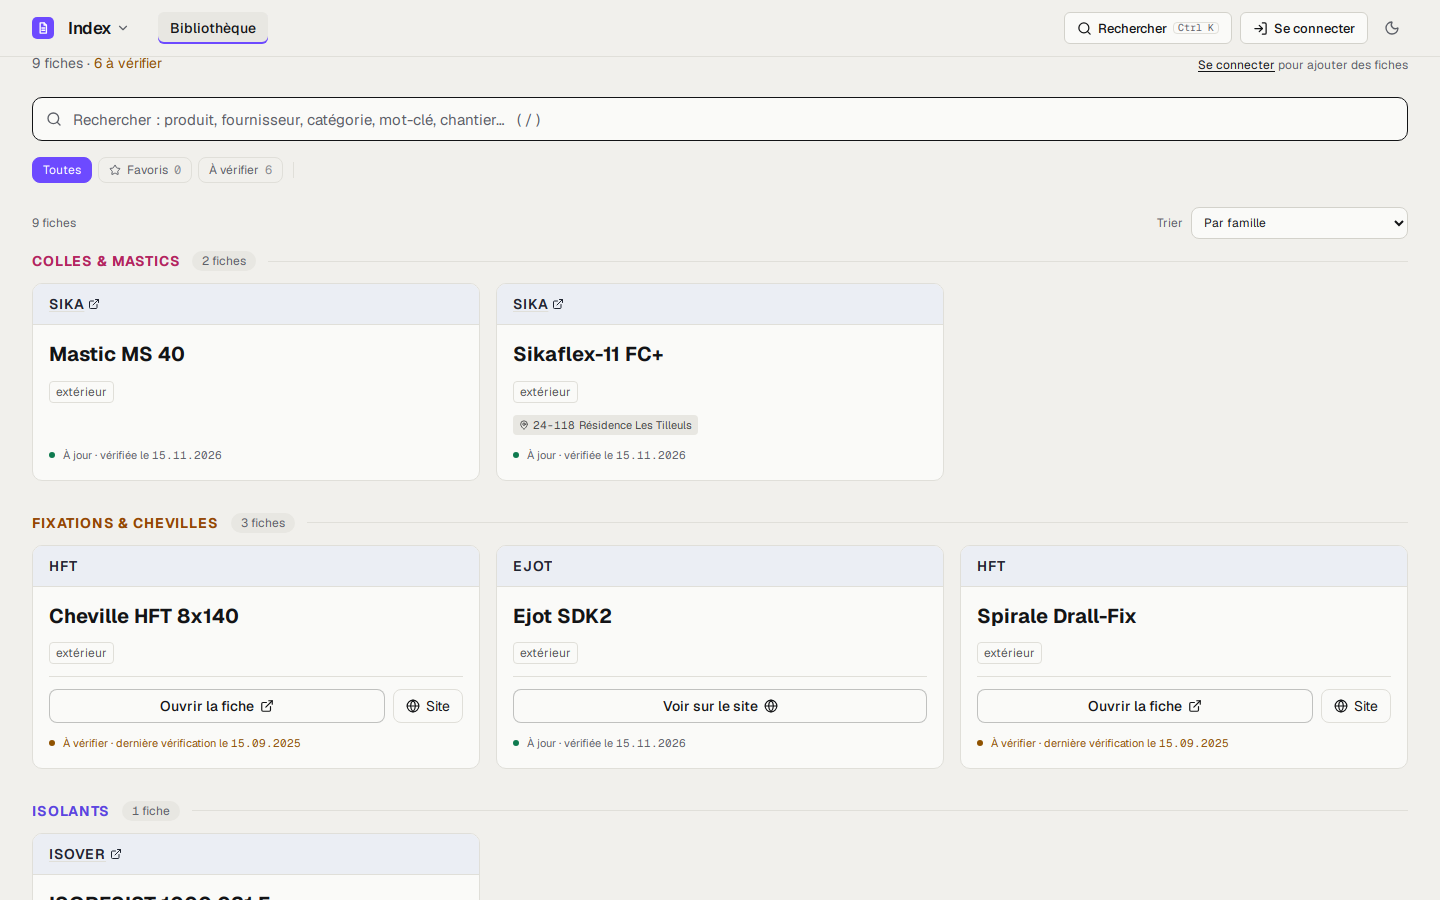 Index
Bibliothèque
Rechercher Ctrl K
Se connecter
9 fiches · 6 à vérifier
Se connecter pour ajouter des fiches
Rechercher : produit, fournisseur, catégorie, mot-clé, chantier… ( / )
Toutes
Favoris 0
À vérifier 6
9 fiches
Trier
Par famille
COLLES & MASTICS
2 fiches
SIKA
Mastic MS 40
extérieur
À jour · vérifiée le 15.11.2026
SIKA
Sikaflex-11 FC+
extérieur
24-118 Résidence Les Tilleuls
À jour · vérifiée le 15.11.2026
FIXATIONS & CHEVILLES
3 fiches
HFT
Cheville HFT 8x140
extérieur
Ouvrir la fiche
Site
À vérifier · dernière vérification le 15.09.2025
EJOT
Ejot SDK2
extérieur
Voir sur le site
À jour · vérifiée le 15.11.2026
HFT
Spirale Drall-Fix
extérieur
Ouvrir la fiche
Site
À vérifier · dernière vérification le 15.09.2025
ISOLANTS
1 fiche
ISOVER